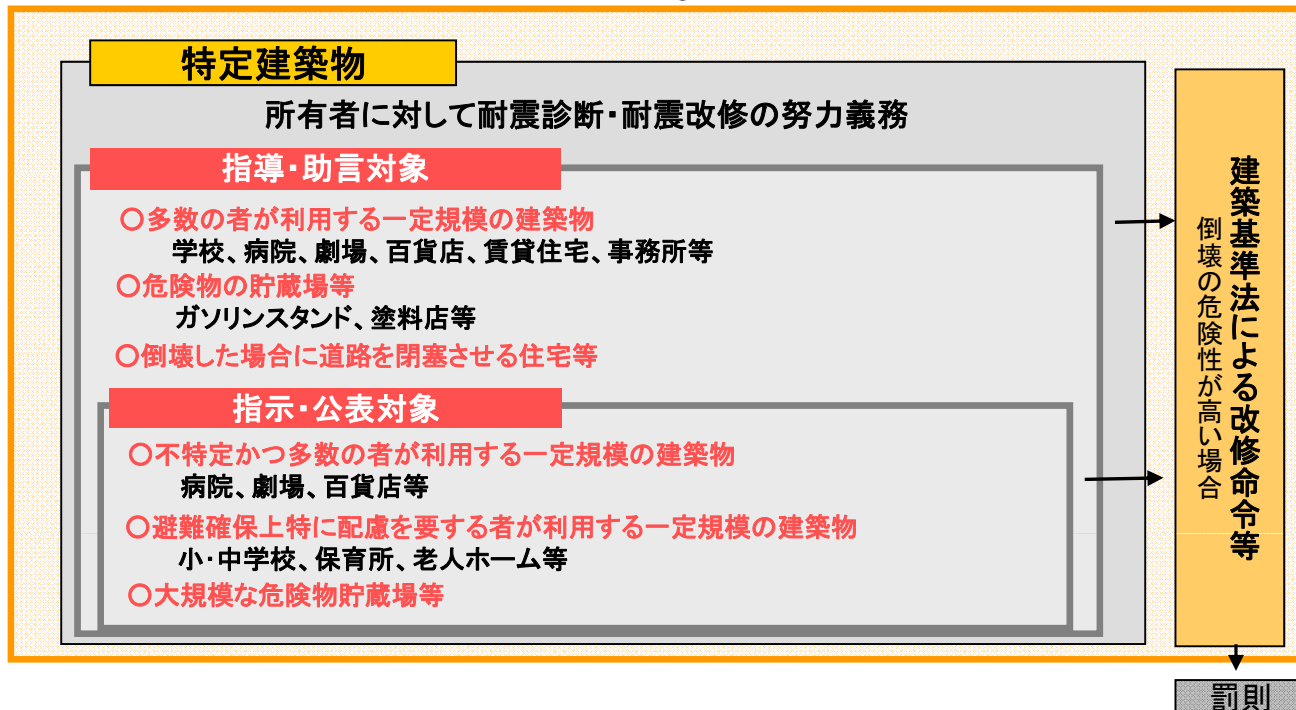 特定建築物
所有者に対して耐震診断・耐震改修の努力義務
指導・助言対象
○多数の者が利用する一定規模の建築物
学校、病院、劇場、百貨店、賃貸住宅、事務所等
○危険物の貯蔵場等
ガソリンスタンド、塗料店等
○倒壊した場合に道路を閉塞させる住宅等
指示・公表対象
○不特定かつ多数の者が利用する一定規模の建築物
病院、劇場、百貨店等
○避難確保上特に配慮を要する者が利用する一定規模の建築物
小・中学校、保育所、老人ホーム等
○大規模な危険物貯蔵場等
建築基準法による改修命令等
倒壊の危険性が高い場合
罰則